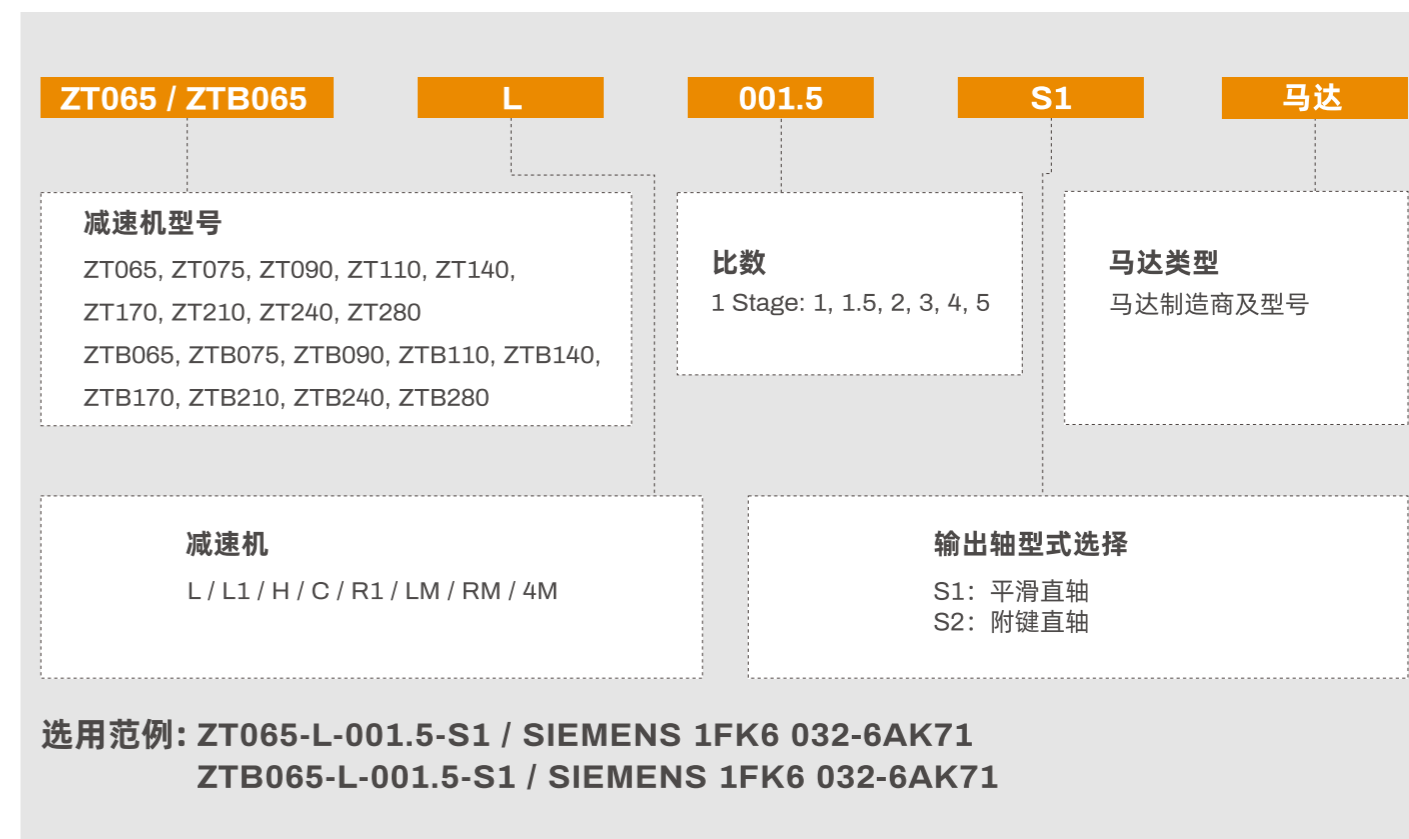 ZT065 / ZTB065
L
001.5
S1
马达
减速机型号
ZT065, ZT075, ZT090, ZT110, ZT140,
ZT170, ZT210, ZT240, ZT280
ZTB065, ZTB075, ZTB090, ZTB110, ZTB140,
ZTB170, ZTB210, ZTB240, ZTB280
比数
1 Stage: 1, 1.5, 2, 3, 4, 5
马达类型
马达制造商及型号
减速机
L / L1 / H / C / R1 / LM / RM / 4M
输出轴型式选择
S1：平滑直轴
S2：附键直轴
选用范例: ZT065-L-001.5-S1 / SIEMENS 1FK6 032-6AK71
ZTB065-L-001.5-S1 / SIEMENS 1FK6 032-6AK71